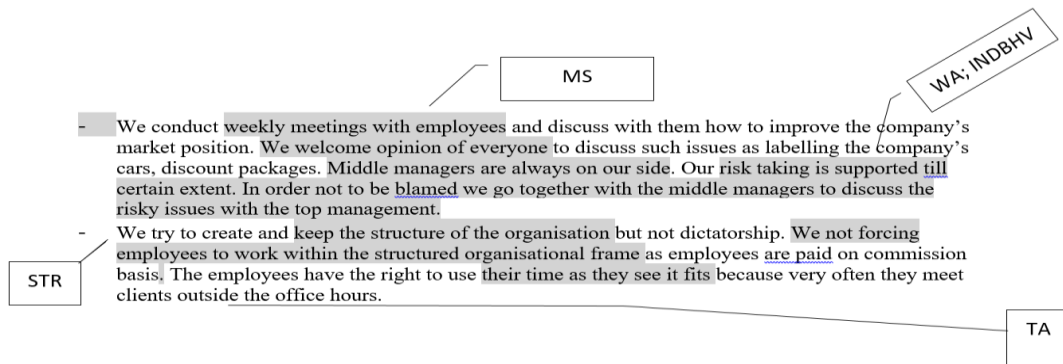 MS
WA; INDBHV
- We conduct weekly meetings with employees and discuss with them how to improve the company's
market position. We welcome opinion of everyone to discuss such issues as labelling the company's
cars, discount packages. Middle managers are always on our side. Our risk taking is supported till
certain extent. In order not to be blamed we go together with the middle managers to discuss the
risky issues with the top management.
- We try to create and keep the structure of the organisation but not dictatorship. We not forcing
employees to work within the structured organisational frame as employees are paid on commission
basis. The employees have the right to use their time as they see it fits because very often they meet
clients outside the office hours.
STR
TA